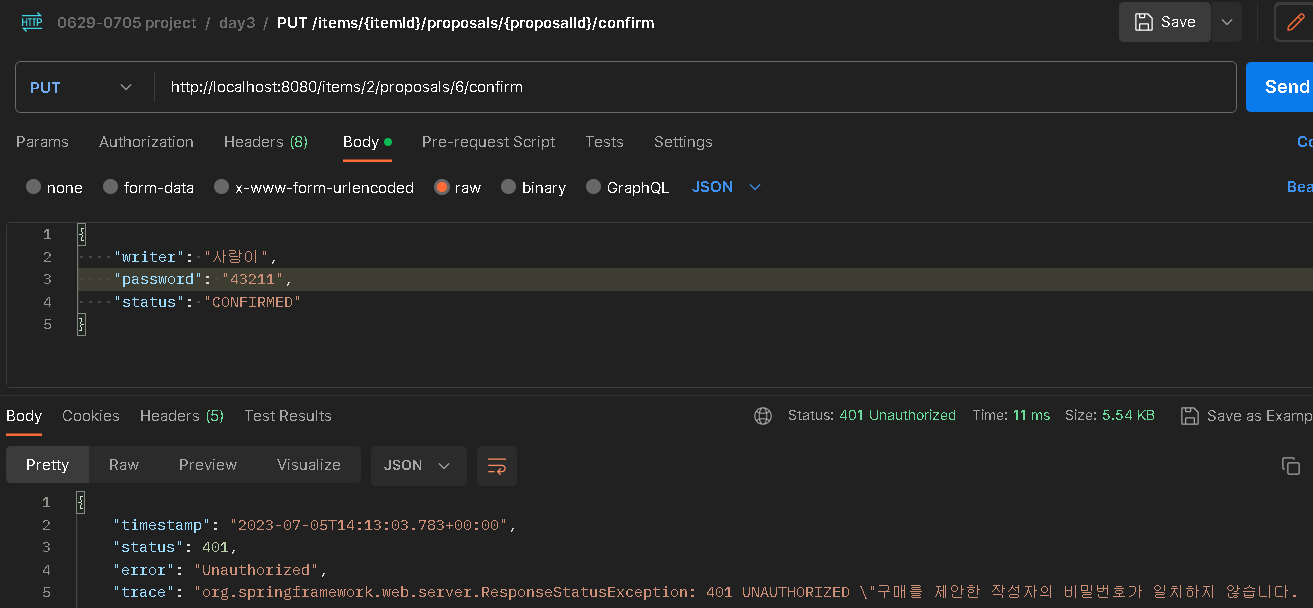 HTTP 0629-0705 project / day3 / PUT /items/{itemId}/proposals/{proposalId}/confirm Save
PUT http://localhost:8080/items/2/proposals/6/confirm Send
Params Authorization Headers (8) Body Pre-request Script Tests Settings
none form-data x-www-form-urlencoded raw binary GraphQL JSON
1 {
2 "writer": "사랑이",
3 "password": "43211",
4 "status": "CONFIRMED"
5 }
Body Cookies Headers (5) Test Results Status: 401 Unauthorized Time: 11 ms Size: 5.54 KB Save as Examp
Pretty Raw Preview Visualize JSON
1 {
2 "timestamp": "2023-07-05T14:13:03.783+00:00",
3 "status": 401,
4 "error": "Unauthorized",
5 "trace": "org.springframework.web.server.ResponseStatusException: 401 UNAUTHORIZED \"구매를 제안한 작성자의 비밀번호가 일치하지 않습니다.